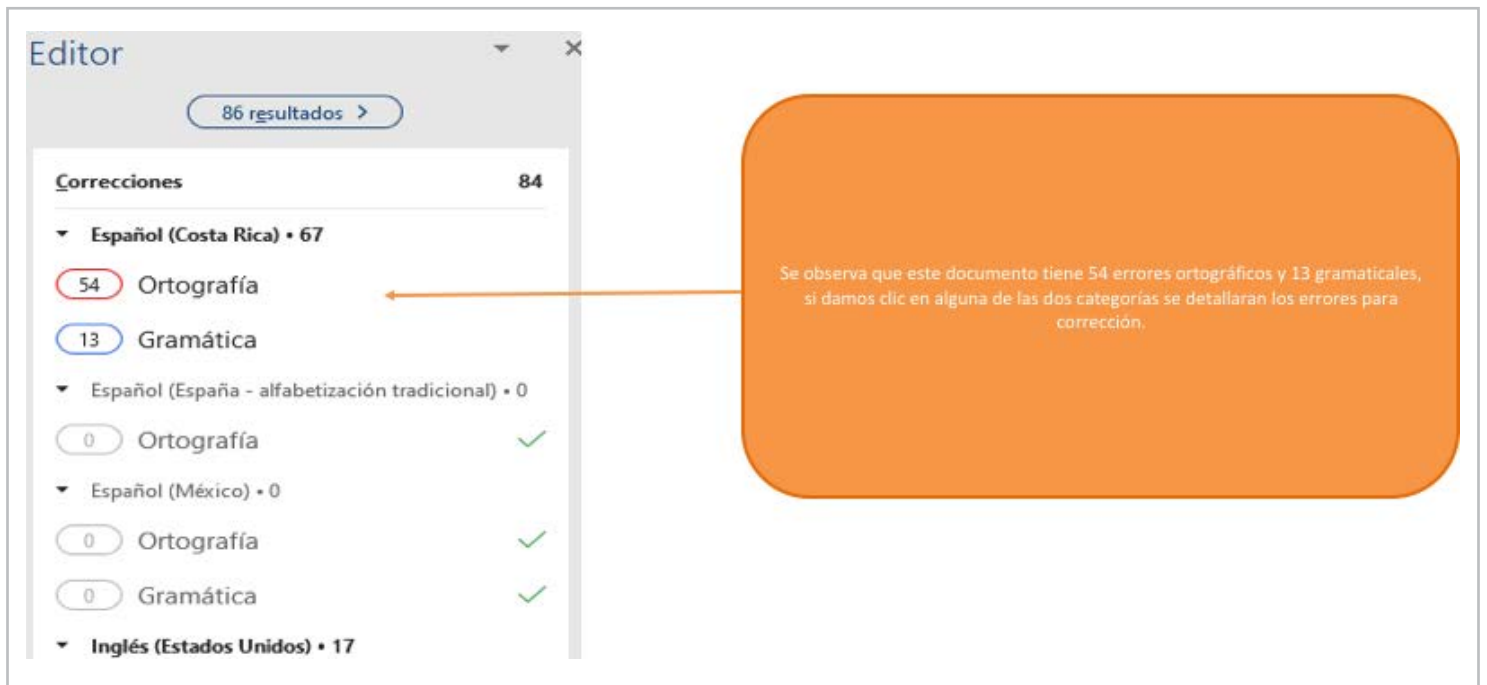 Editor
86 resultados >
Correcciones 84
Español (Costa Rica) • 67
54 Ortografía
13 Gramática
Español (España - alfabetización tradicional) • 0
0 Ortografía
Español (México) • 0
0 Ortografía
0 Gramática
Inglés (Estados Unidos) • 17
Se observa que este documento tiene 54 errores ortográficos y 13 gramaticales,
si damos clic en alguna de las dos categorías se detallaran los errores para
corrección.